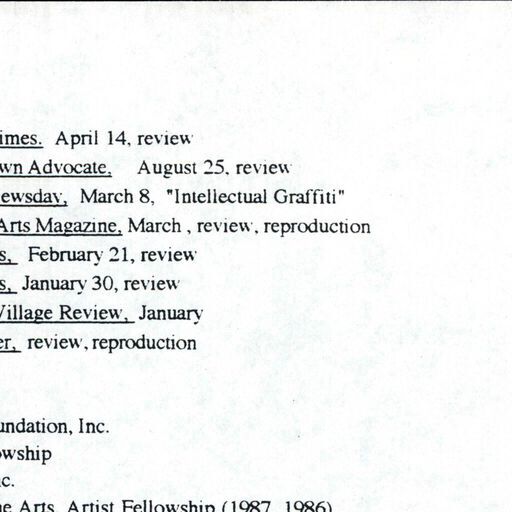 imes. April 14, review
wn Advocate, August 25, review
ewsday, March 8, "Intellectual Graffiti"
Arts Magazine, March , review, reproduction
s, February 21, review
s, January 30, review
Village Review, January
er, review, reproduction
undation, Inc.
owship
nc.
he Arts, Artist Fellowship (1987, 1986)